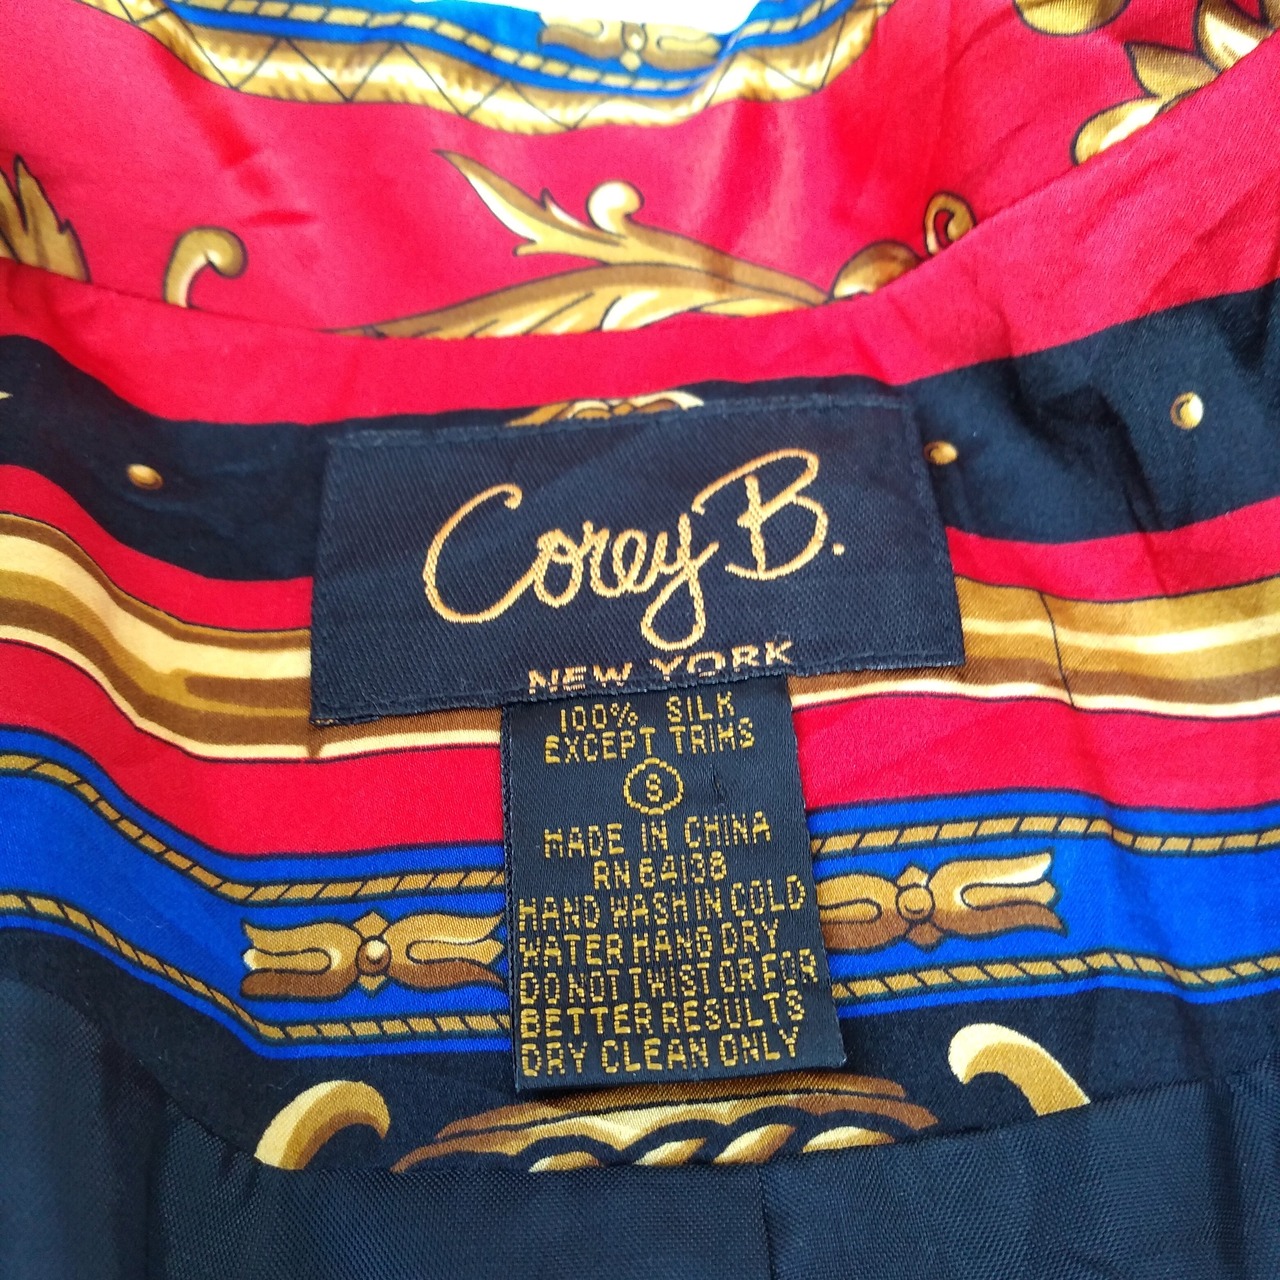 Corey B.
NEW YORK
100% SILK
EXCEPT TRIMS
S
MADE IN CHINA
RN 64138
HAND WASH IN COLD
WATER HAND DRY
DO NOT TWIST OR FOR
BETTER RESULTS
DRY CLEAN ONLY